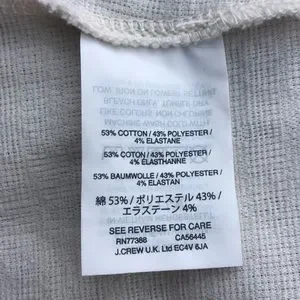 53% COTTON / 43% POLYESTER /
4% ELASTANE
53% COTTON / 43% POLYESTER /
4% ELASTHANNE
53% BAUMWOLLE / 43% POLYESTER /
4% ELASTAN
綿 53% / ポリエステル 43% /
エラステーン 4%
SEE REVERSE FOR CARE
RN77388 CA56445
J.CREW U.K. Ltd EC4V 6JA